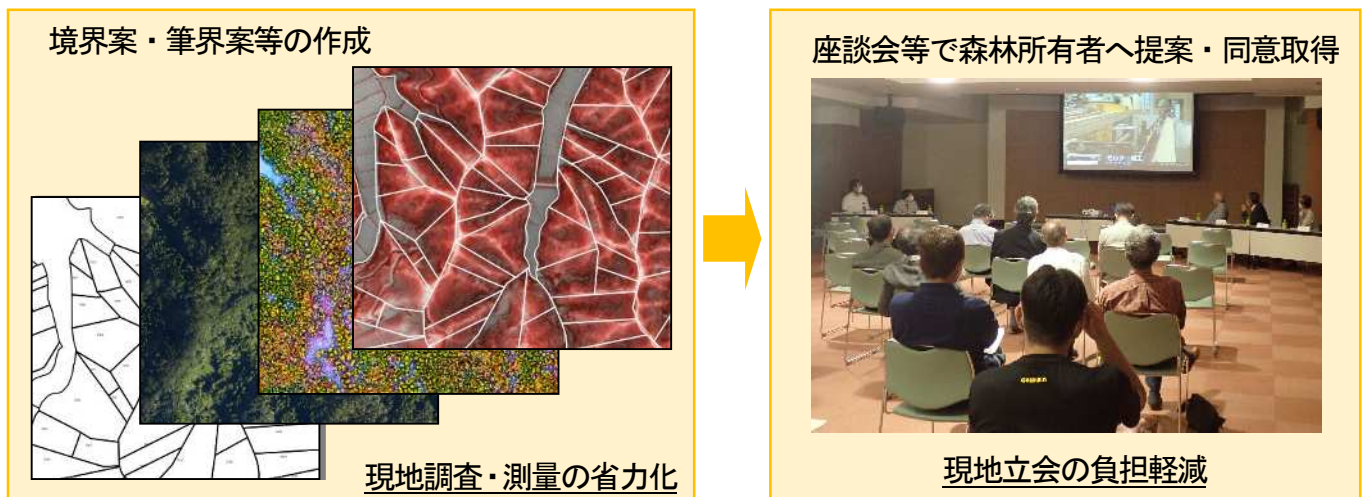 境界案・筆界案等の作成
現地調査・測量の省力化
座談会等で森林所有者へ提案・同意取得
現地立会の負担軽減